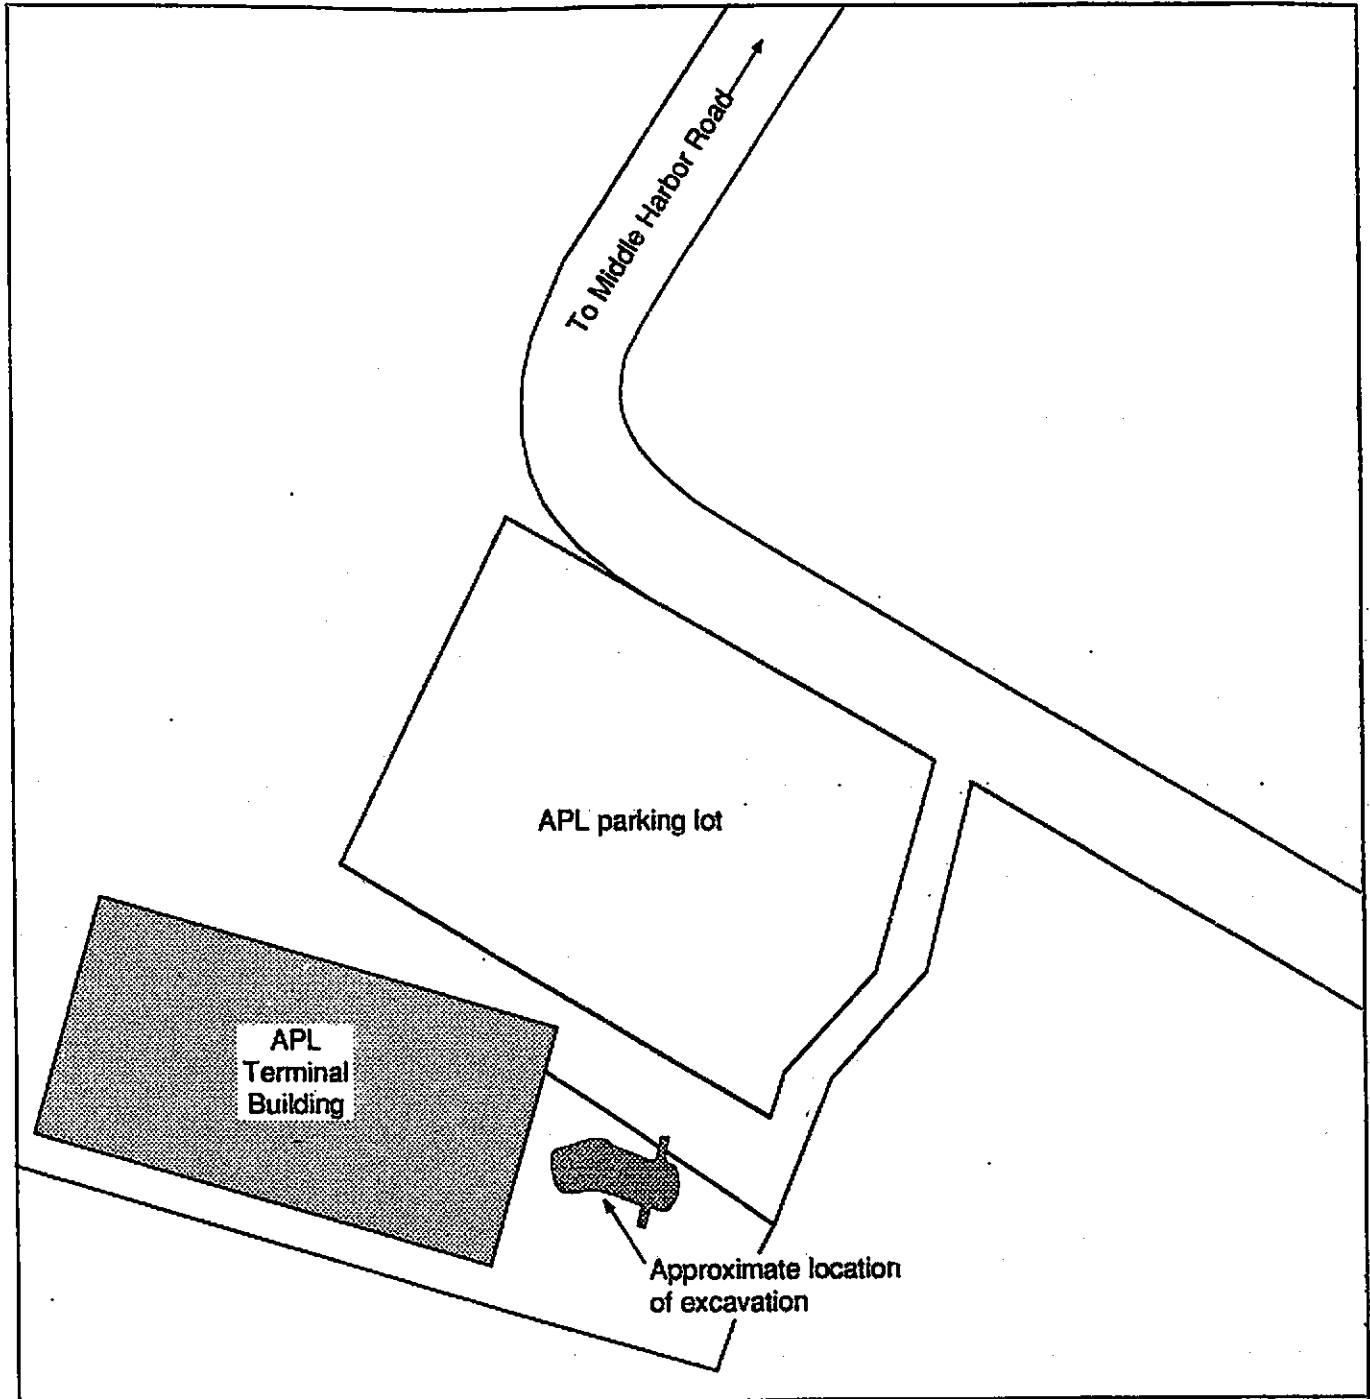 To Middle Harbor Road
APL parking lot
APL
Terminal
Building
Approximate location
of excavation